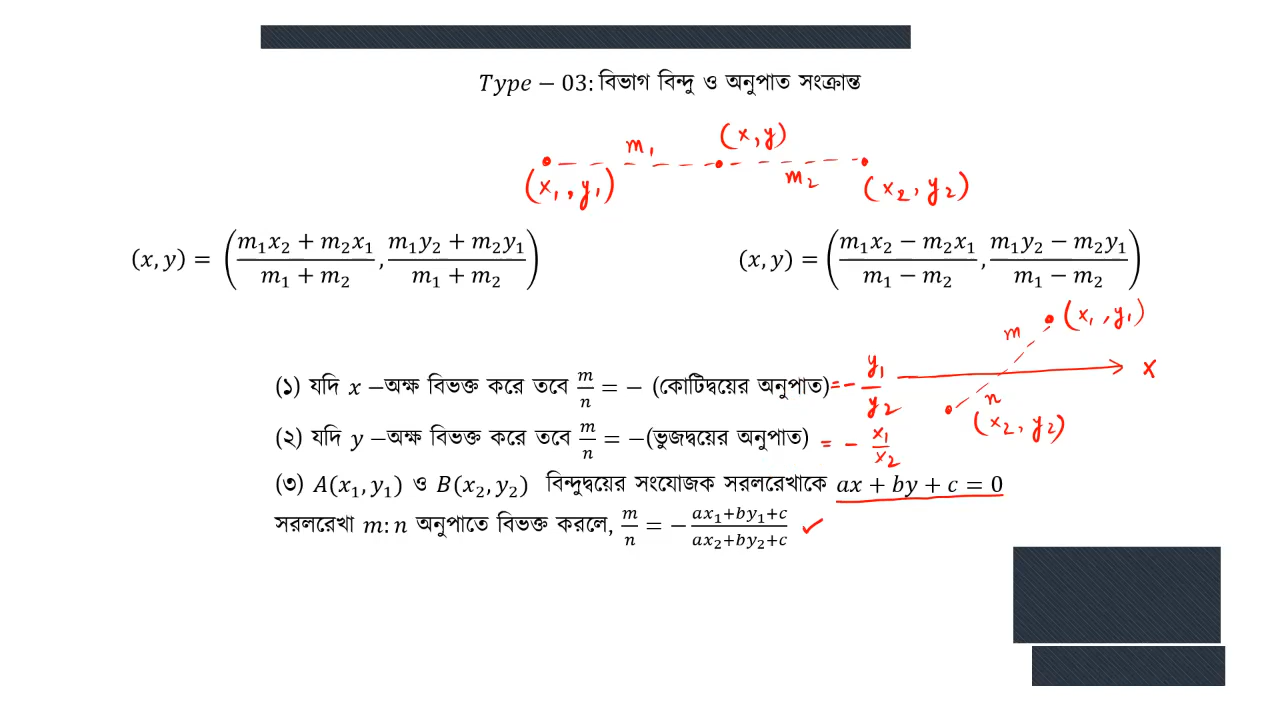 Type − 03: বিভাগ বিন্দু ও অনুপাত সংক্রান্ত
m₁ (x, y)
(x₁, y₁) m₂ (x₂, y₂)
(x, y) = ((m₁x₂ + m₂x₁)/(m₁ + m₂), (m₁y₂ + m₂y₁)/(m₁ + m₂)) (x, y) = ((m₁x₂ − m₂x₁)/(m₁ − m₂), (m₁y₂ − m₂y₁)/(m₁ − m₂))
m (x₁, y₁)
(১) যদি x −অক্ষ বিভক্ত করে তবে m/n = − (কোটিদ্বয়ের অনুপাত) = − y₁/y₂ X
n (x₂, y₂)
(২) যদি y −অক্ষ বিভক্ত করে তবে m/n = −(ভুজদ্বয়ের অনুপাত) = − x₁/x₂
(৩) A(x₁, y₁) ও B(x₂, y₂) বিন্দুদ্বয়ের সংযোজক সরলরেখাকে ax + by + c = 0
সরলরেখা m: n অনুপাতে বিভক্ত করলে, m/n = − (ax₁+by₁+c)/(ax₂+by₂+c) ✓